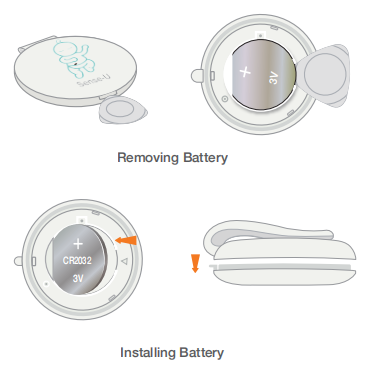 Sense-U
+
3V
Removing Battery
+
CR2032
3V
Installing Battery